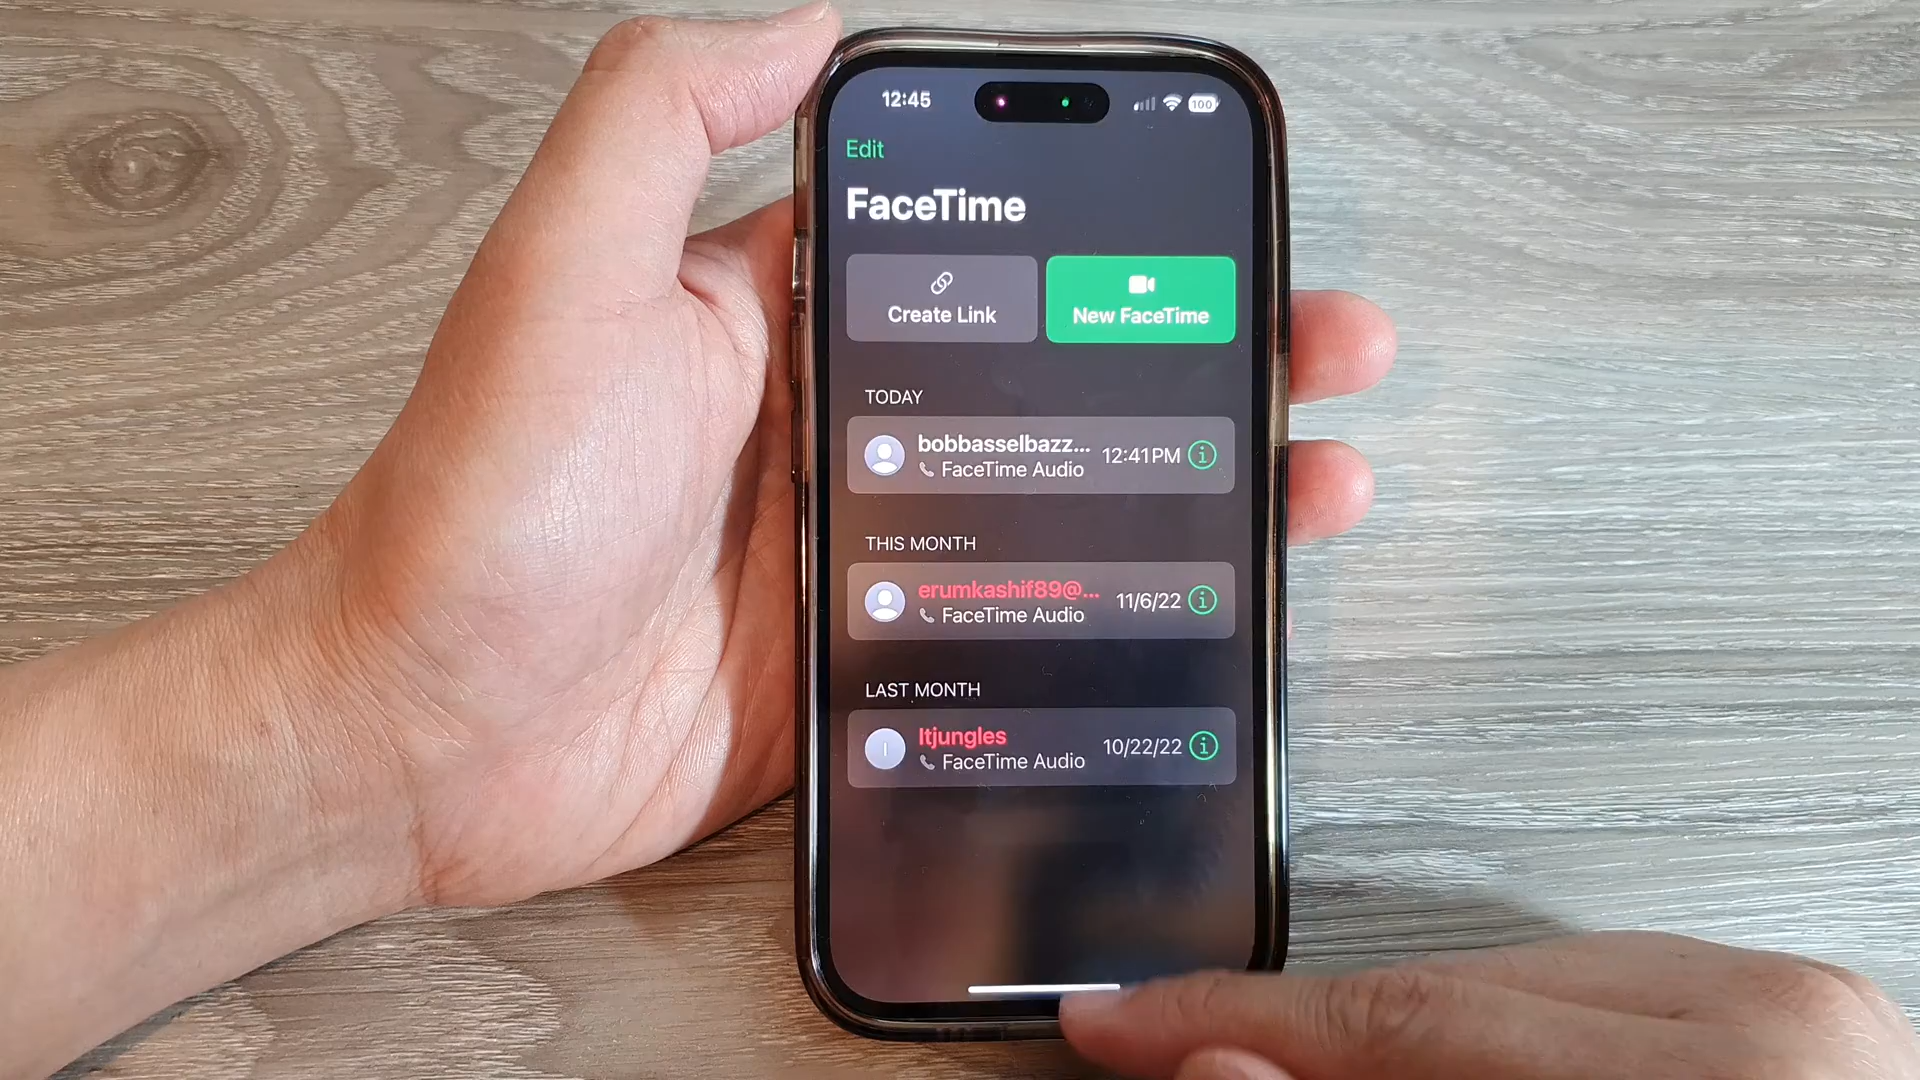 12:45
100
Edit
FaceTime
Create Link
New FaceTime
TODAY
bobbasselbazz... 12:41PM
FaceTime Audio
THIS MONTH
erumkashif89@... 11/6/22
FaceTime Audio
LAST MONTH
ltjungles 10/22/22
FaceTime Audio